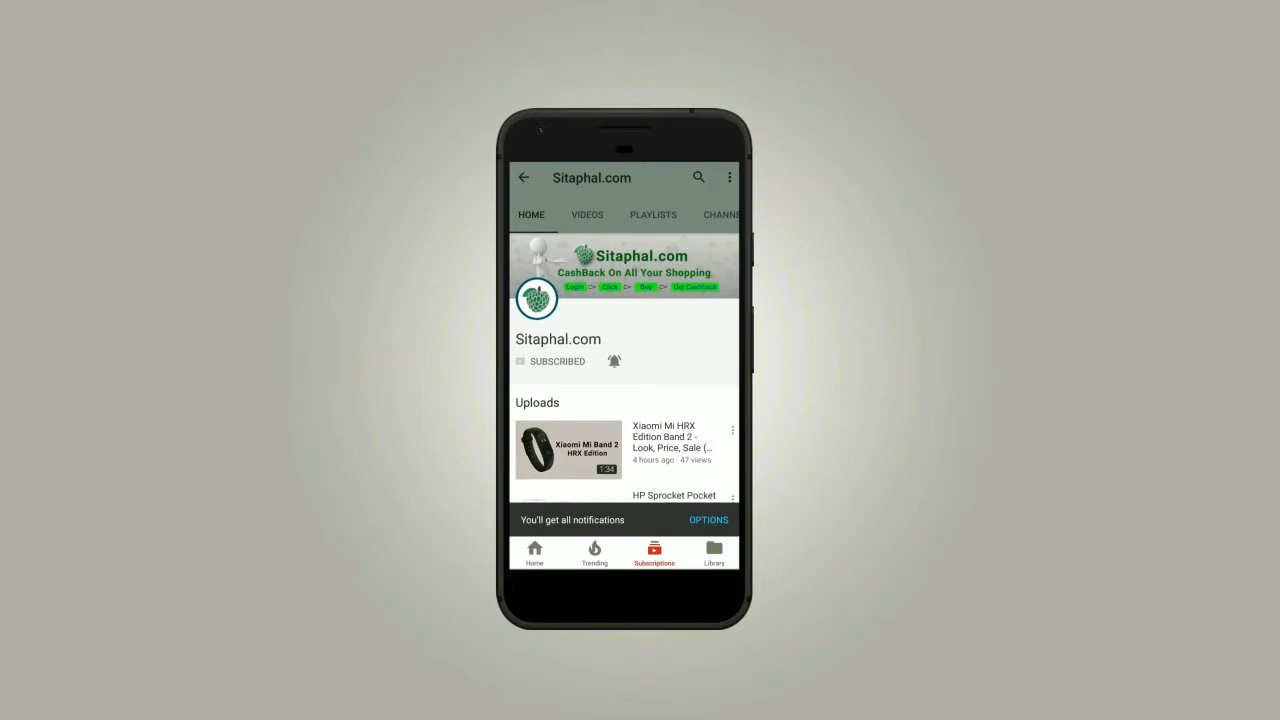 Sitaphal.com
HOME VIDEOS PLAYLISTS CHANNE
Sitaphal.com
CashBack On All Your Shopping
Login Click Buy Get Cashback
Sitaphal.com
SUBSCRIBED
Uploads
Xiaomi Mi Band 2
HRX Edition
1:34
Xiaomi Mi HRX
Edition Band 2 -
Look, Price, Sale (...
4 hours ago · 47 views
HP Sprocket Pocket
You'll get all notifications OPTIONS
Home Trending Subscriptions Library